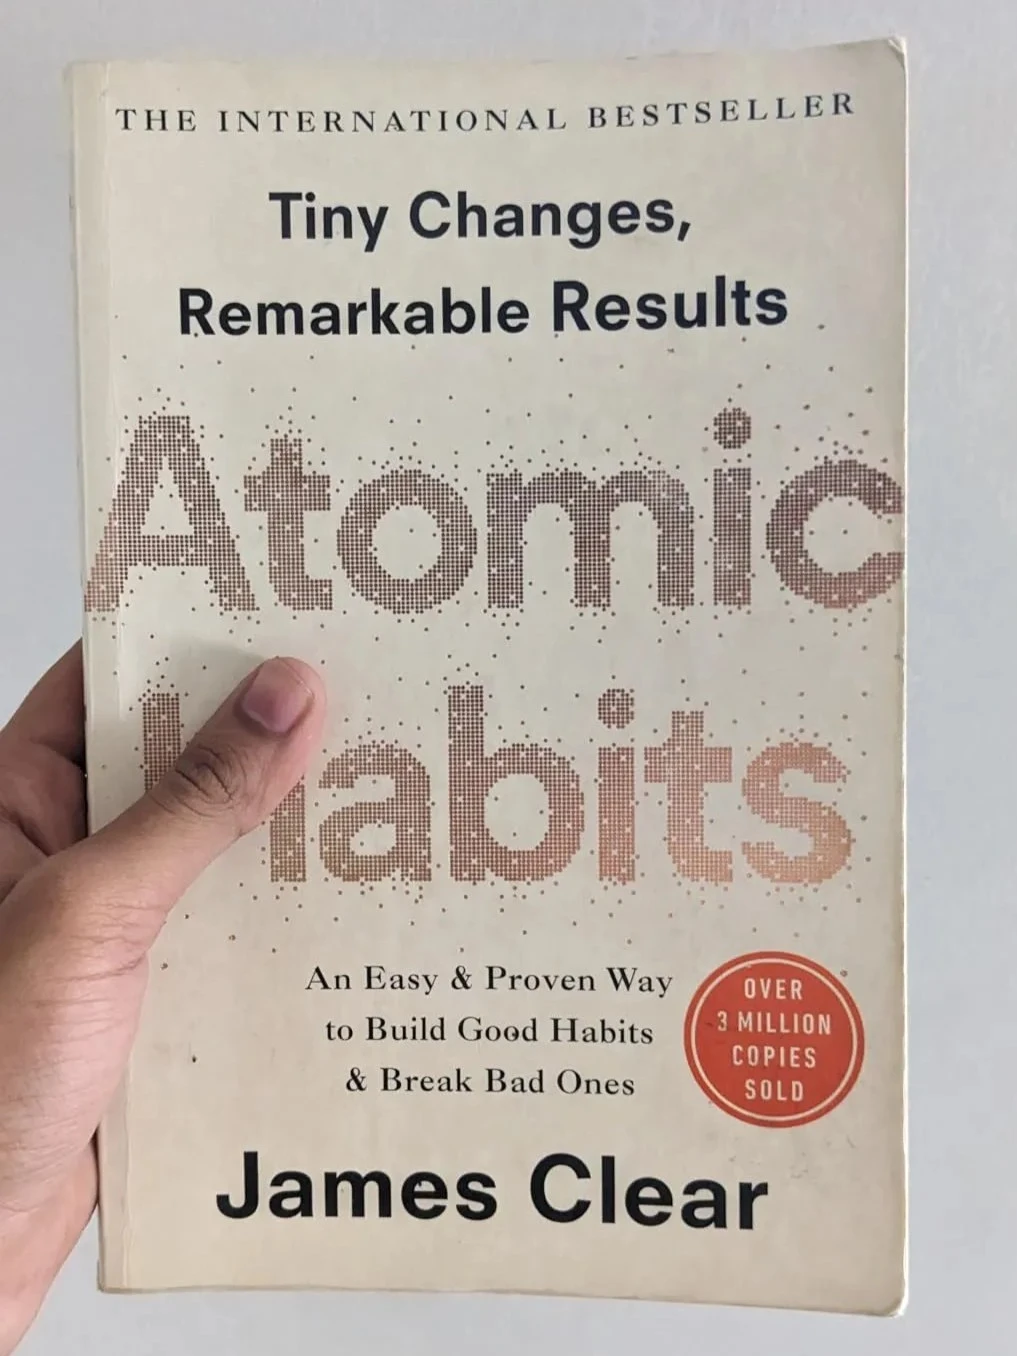 THE INTERNATIONAL BESTSELLER
Tiny Changes,
Remarkable Results
Atomic
Habits
An Easy & Proven Way
to Build Good Habits
& Break Bad Ones
OVER
3 MILLION
COPIES
SOLD
James Clear